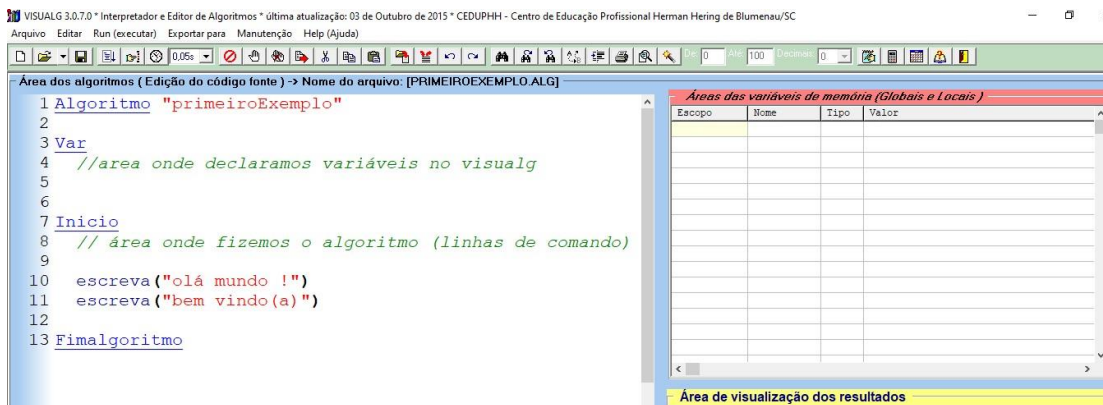 VISUALG 3.0.7.0 * Interpretador e Editor de Algoritmos * última atualização: 03 de Outubro de 2015 * CEDUPHH - Centro de Educação Profissional Herman Hering de Blumenau/SC
Arquivo Editar Run (executar) Exportar para Manutenção Help (Ajuda)
0,05s De: 0 Até: 100 Decimais 0
Área dos algoritmos ( Edição do código fonte ) -> Nome do arquivo: [PRIMEIROEXEMPLO.ALG]
1 Algoritmo "primeiroExemplo"
2
3 Var
4 //area onde declaramos variáveis no visualg
5
6
7 Inicio
8 // área onde fizemos o algoritmo (linhas de comando)
9
10 escreva("olá mundo !")
11 escreva("bem vindo(a)")
12
13 Fimalgoritmo
Áreas das variáveis de memória (Globais e Locais )
Escopo Nome Tipo Valor
Área de visualização dos resultados